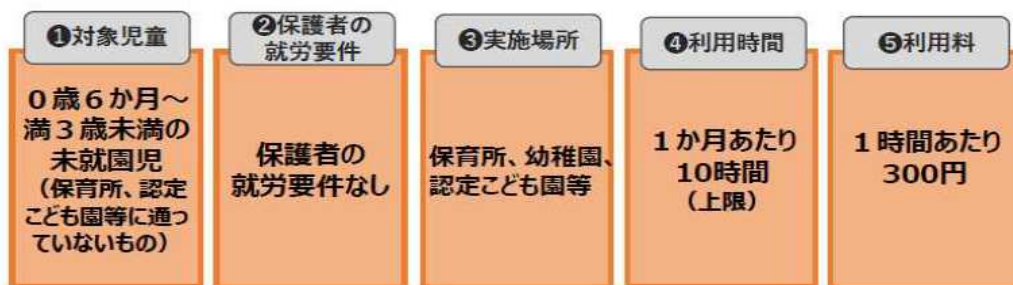 ❶対象児童
０歳６か月～
満３歳未満の
未就園児
（保育所、認定
こども園等に通っ
ていないもの）
❷保護者の
就労要件
保護者の
就労要件なし
❸実施場所
保育所、幼稚園、
認定こども園等
❹利用時間
１か月あたり
10時間
（上限）
❺利用料
１時間あたり
300円